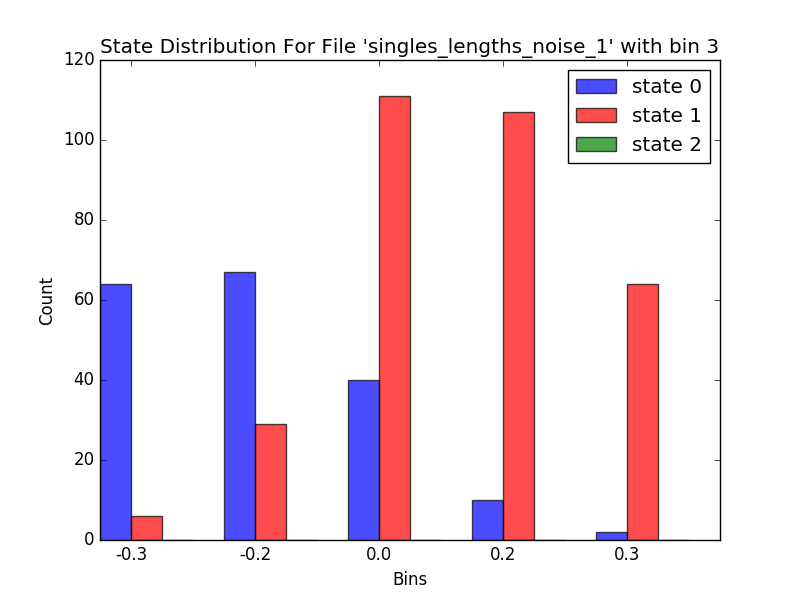 State Distribution For File 'singles_lengths_noise_1' with bin 3
120
100
80
60
40
20
0
Count
state 0
state 1
state 2
-0.3 -0.2 0.0 0.2 0.3
Bins